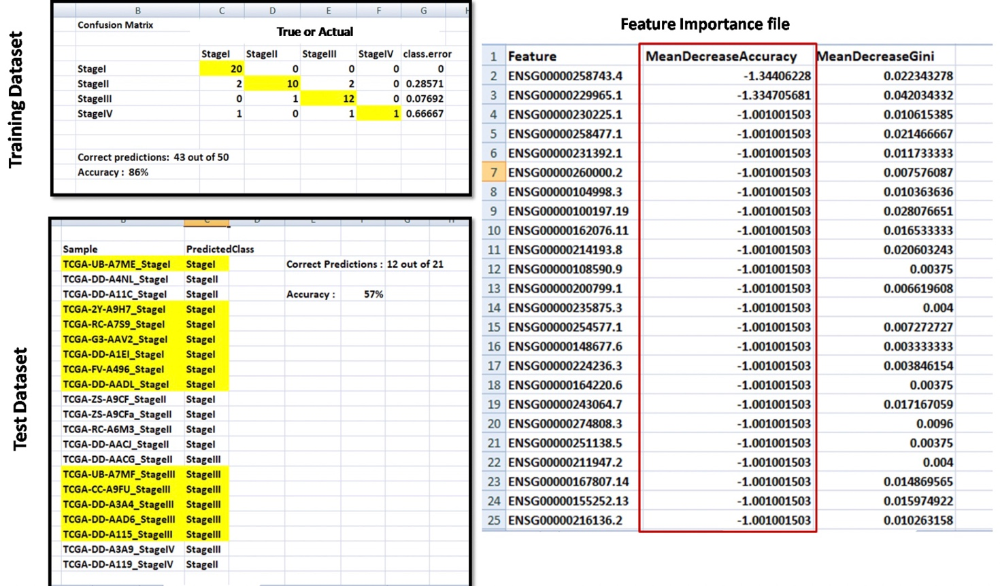 Training Dataset
B C D E F G H
Confusion Matrix
True or Actual
StageI StageII StageIII StageIV class.error
StageI 20 0 0 0 0
StageII 2 10 2 0 0.28571
StageIII 0 1 12 0 0.07692
StageIV 1 0 1 1 0.66667
Correct predictions: 43 out of 50
Accuracy : 86%
Test Dataset
B C D E F G H
Sample PredictedClass
TCGA-UB-A7ME_StageI StageI Correct Predictions : 12 out of 21
TCGA-DD-A4NL_StageI StageII
TCGA-DD-A11C_StageI StageII Accuracy : 57%
TCGA-2Y-A9H7_StageI StageI
TCGA-RC-A7S9_StageI StageI
TCGA-G3-AAV2_StageI StageI
TCGA-DD-A1EI_StageI StageI
TCGA-FV-A496_StageI StageI
TCGA-DD-AADL_StageI StageI
TCGA-ZS-A9CF_StageII StageI
TCGA-ZS-A9CFa_StageII StageI
TCGA-RC-A6M3_StageII StageI
TCGA-DD-AACJ_StageII StageI
TCGA-DD-AACG_StageII StageIII
TCGA-UB-A7MF_StageIII StageIII
TCGA-CC-A9FU_StageIII StageIII
TCGA-DD-A3A4_StageIII StageIII
TCGA-DD-AAD6_StageIII StageIII
TCGA-DD-A115_StageIII StageIII
TCGA-DD-A3A9_StageIV StageIII
TCGA-DD-A119_StageIV StageII
Feature Importance file
1 Feature MeanDecreaseAccuracy MeanDecreaseGini
2 ENSG00000258743.4 -1.34406228 0.022343278
3 ENSG00000229965.1 -1.334705681 0.042034332
4 ENSG00000230225.1 -1.001001503 0.010615385
5 ENSG00000258477.1 -1.001001503 0.021466667
6 ENSG00000231392.1 -1.001001503 0.011733333
7 ENSG00000260000.2 -1.001001503 0.007576087
8 ENSG00000104998.3 -1.001001503 0.010363636
9 ENSG00000100197.19 -1.001001503 0.028076651
10 ENSG00000162076.11 -1.001001503 0.016533333
11 ENSG00000214193.8 -1.001001503 0.020603243
12 ENSG00000108590.9 -1.001001503 0.00375
13 ENSG00000200799.1 -1.001001503 0.006619608
14 ENSG00000235875.3 -1.001001503 0.004
15 ENSG00000254577.1 -1.001001503 0.007272727
16 ENSG00000148677.6 -1.001001503 0.003333333
17 ENSG00000224236.3 -1.001001503 0.003846154
18 ENSG00000164220.6 -1.001001503 0.00375
19 ENSG00000243064.7 -1.001001503 0.017167059
20 ENSG00000274808.3 -1.001001503 0.0096
21 ENSG00000251138.5 -1.001001503 0.00375
22 ENSG00000211947.2 -1.001001503 0.004
23 ENSG00000167807.14 -1.001001503 0.014869565
24 ENSG00000155252.13 -1.001001503 0.015974922
25 ENSG00000216136.2 -1.001001503 0.010263158